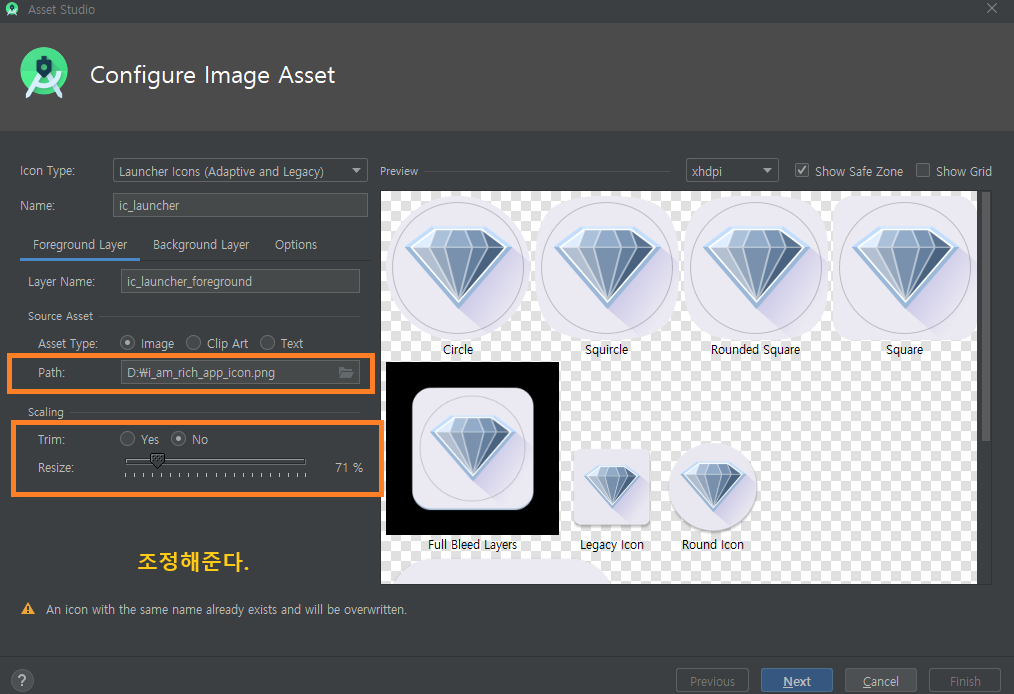 Asset Studio
Configure Image Asset
Icon Type: Launcher Icons (Adaptive and Legacy)
Name: ic_launcher
Foreground Layer Background Layer Options
Layer Name: ic_launcher_foreground
Source Asset
Asset Type: Image Clip Art Text
Path: D:₩i_am_rich_app_icon.png
Scaling
Trim: Yes No
Resize: 71 %
조정해준다.
Preview xhdpi Show Safe Zone Show Grid
Circle Squircle Rounded Square Square
Full Bleed Layers Legacy Icon Round Icon
An icon with the same name already exists and will be overwritten.
? Previous Next Cancel Finish